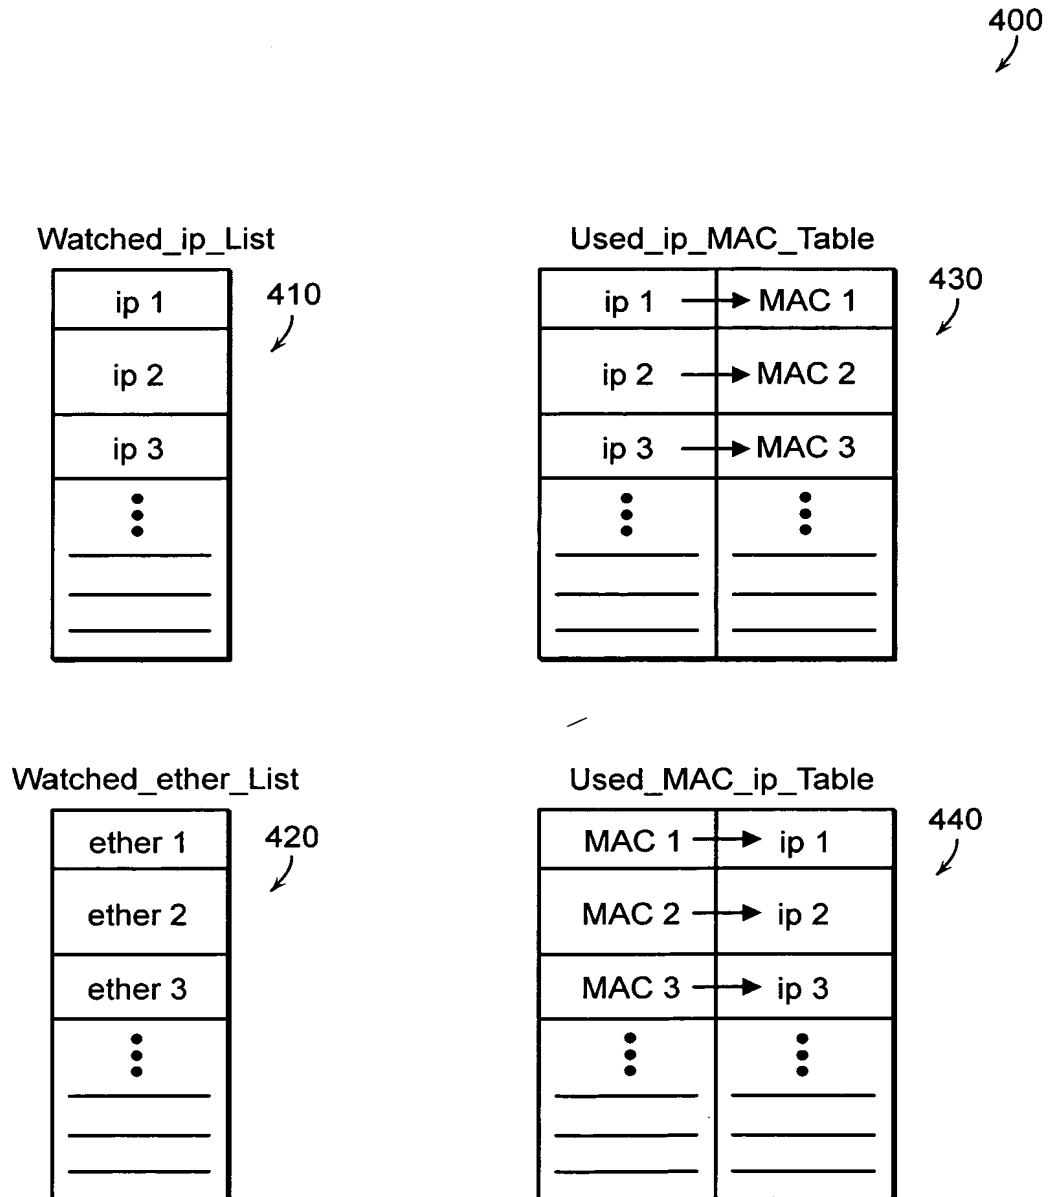 400
Watched_ip_List
410
ip 1
ip 2
ip 3
Used_ip_MAC_Table
430
ip 1 MAC 1
ip 2 MAC 2
ip 3 MAC 3
Watched_ether_List
420
ether 1
ether 2
ether 3
Used_MAC_ip_Table
440
MAC 1 ip 1
MAC 2 ip 2
MAC 3 ip 3